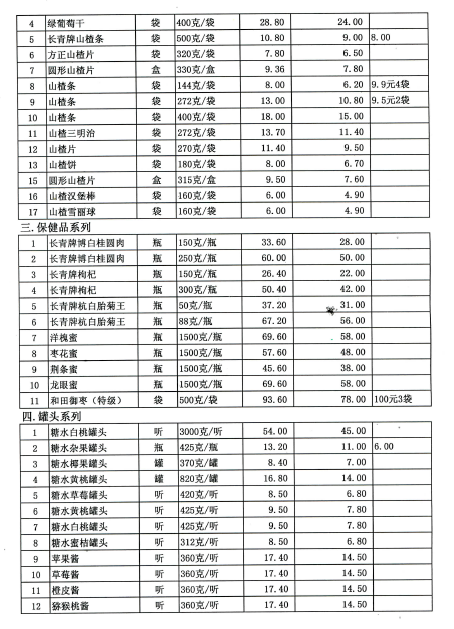 4 绿葡萄干 袋 400克/袋 28.80 24.00
5 长青牌山楂条 袋 500克/袋 10.80 9.00 8.00
6 方正山楂片 袋 320克/袋 7.80 6.50
7 圆形山楂片 盒 330克/盒 9.36 7.80
8 山楂条 袋 144克/袋 8.00 6.20 9.9元4袋
9 山楂条 袋 272克/袋 13.00 10.80 9.5元2袋
10 山楂条 袋 400克/袋 18.00 15.00
11 山楂三明治 袋 272克/袋 13.70 11.40
12 山楂片 袋 270克/袋 11.40 9.50
13 山楂饼 袋 180克/袋 8.00 6.70
15 圆形山楂片 盒 315克/盒 9.50 7.60
16 山楂汉堡棒 袋 160克/袋 6.00 4.90
17 山楂雪丽球 袋 160克/袋 6.00 4.90
三.保健品系列
1 长青牌博白桂圆肉 瓶 150克/瓶 33.60 28.00
2 长青牌博白桂圆肉 瓶 250克/瓶 60.00 50.00
3 长青牌枸杞 瓶 150克/瓶 26.40 22.00
4 长青牌枸杞 瓶 300克/瓶 50.40 42.00
5 长青牌杭白胎菊王 瓶 50克/瓶 37.20 31.00
6 长青牌杭白胎菊王 瓶 88克/瓶 67.20 56.00
7 洋槐蜜 瓶 1500克/瓶 69.60 58.00
8 枣花蜜 瓶 1500克/瓶 57.60 48.00
9 荆条蜜 瓶 1500克/瓶 45.60 38.00
10 龙眼蜜 瓶 1500克/瓶 69.60 58.00
11 和田御枣（特级） 袋 500克/袋 93.60 78.00 100元3袋
四.罐头系列
1 糖水白桃罐头 听 3000克/听 54.00 45.00
2 糖水杂果罐头 瓶 425克/瓶 13.20 11.00 6.00
3 糖水椰果罐头 罐 370克/罐 8.40 7.00
4 糖水黄桃罐头 罐 820克/罐 16.80 14.00
5 糖水草莓罐头 听 420克/听 8.50 6.80
6 糖水黄桃罐头 听 425克/听 9.50 7.80
7 糖水白桃罐头 听 425克/听 9.50 7.80
8 糖水蜜桔罐头 听 312克/听 8.50 6.80
9 苹果酱 听 360克/听 17.40 14.50
10 草莓酱 听 360克/听 17.40 14.50
11 橙皮酱 听 360克/听 17.40 14.50
12 猕猴桃酱 听 360克/听 17.40 14.50